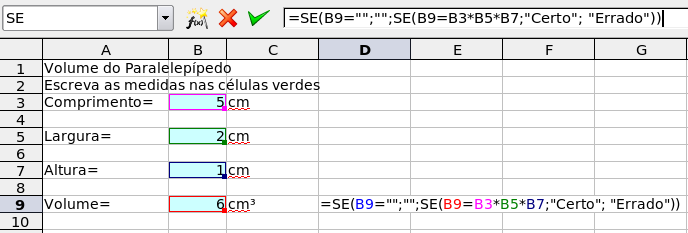 SE =SE(B9="";"";SE(B9=B3*B5*B7;"Certo"; "Errado"))
A B C D E F G
1 Volume do Paralelepípedo
2 Escreva as medidas nas células verdes
3 Comprimento= 5 cm
4
5 Largura= 2 cm
6
7 Altura= 1 cm
8
9 Volume= 6 cm³ =SE(B9="";"";SE(B9=B3*B5*B7;"Certo"; "Errado"))
10